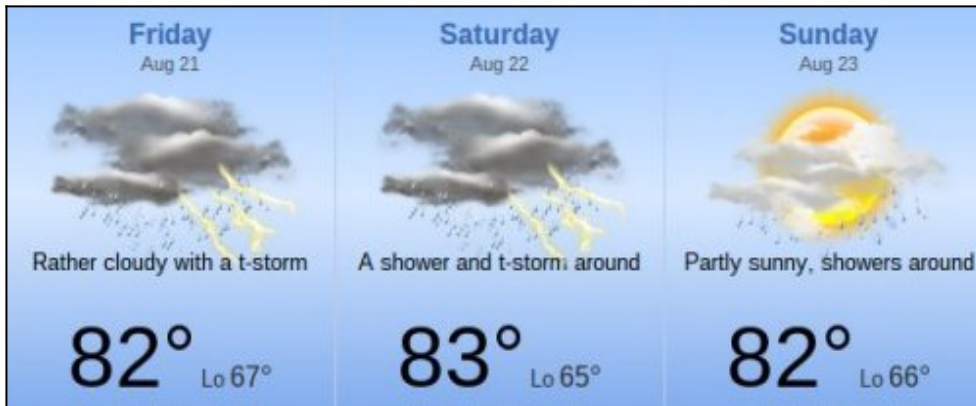 Friday
Aug 21
Rather cloudy with a t-storm
82° Lo 67°
Saturday
Aug 22
A shower and t-storm around
83° Lo 65°
Sunday
Aug 23
Partly sunny, showers around
82° Lo 66°